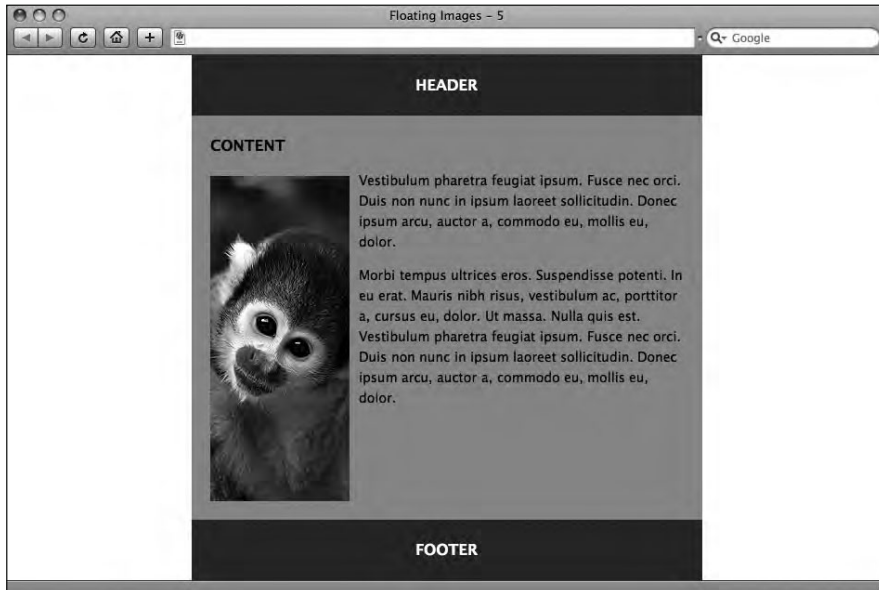 Floating Images – 5
Google
HEADER
CONTENT
Vestibulum pharetra feugiat ipsum. Fusce nec orci.
Duis non nunc in ipsum laoreet sollicitudin. Donec
ipsum arcu, auctor a, commodo eu, mollis eu,
dolor.
Morbi tempus ultrices eros. Suspendisse potenti. In
eu erat. Mauris nibh risus, vestibulum ac, porttitor
a, cursus eu, dolor. Ut massa. Nulla quis est.
Vestibulum pharetra feugiat ipsum. Fusce nec orci.
Duis non nunc in ipsum laoreet sollicitudin. Donec
ipsum arcu, auctor a, commodo eu, mollis eu,
dolor.
FOOTER